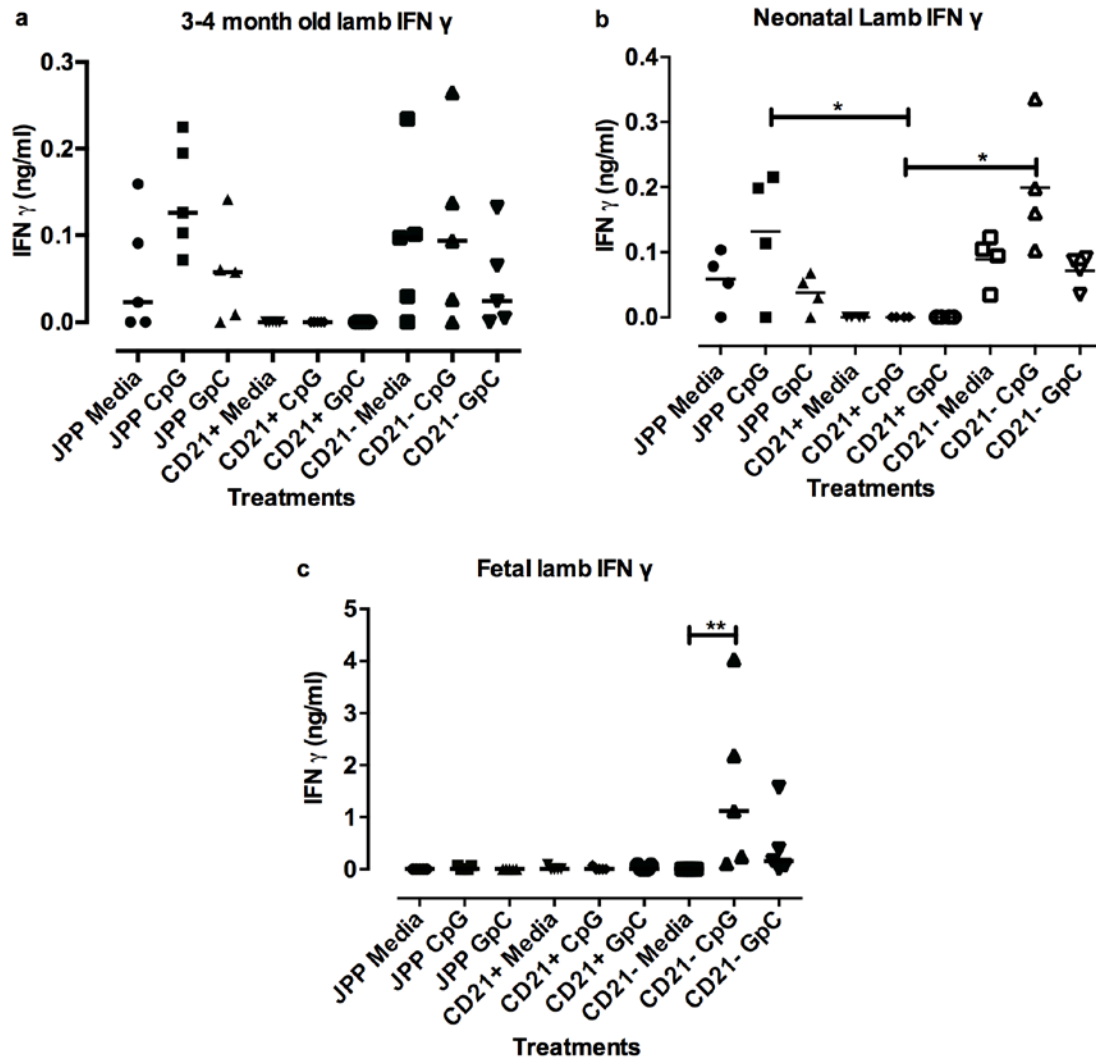 a
3-4 month old lamb IFN γ
IFN γ (ng/ml)
0.3
0.2
0.1
0.0
JPP Media
JPP CpG
JPP GpC
CD21+ Media
CD21+ CpG
CD21+ GpC
CD21- Media
CD21- CpG
CD21- GpC
Treatments
b
Neonatal Lamb IFN γ
IFN γ (ng/ml)
0.4
0.3
0.2
0.1
0.0
*
*
JPP Media
JPP CpG
JPP GpC
CD21+ Media
CD21+ CpG
CD21+ GpC
CD21- Media
CD21- CpG
CD21- GpC
Treatments
c
Fetal lamb IFN γ
IFN γ (ng/ml)
5
4
3
2
1
0
**
JPP Media
JPP CpG
JPP GpC
CD21+ Media
CD21+ CpG
CD21+ GpC
CD21- Media
CD21- CpG
CD21- GpC
Treatments